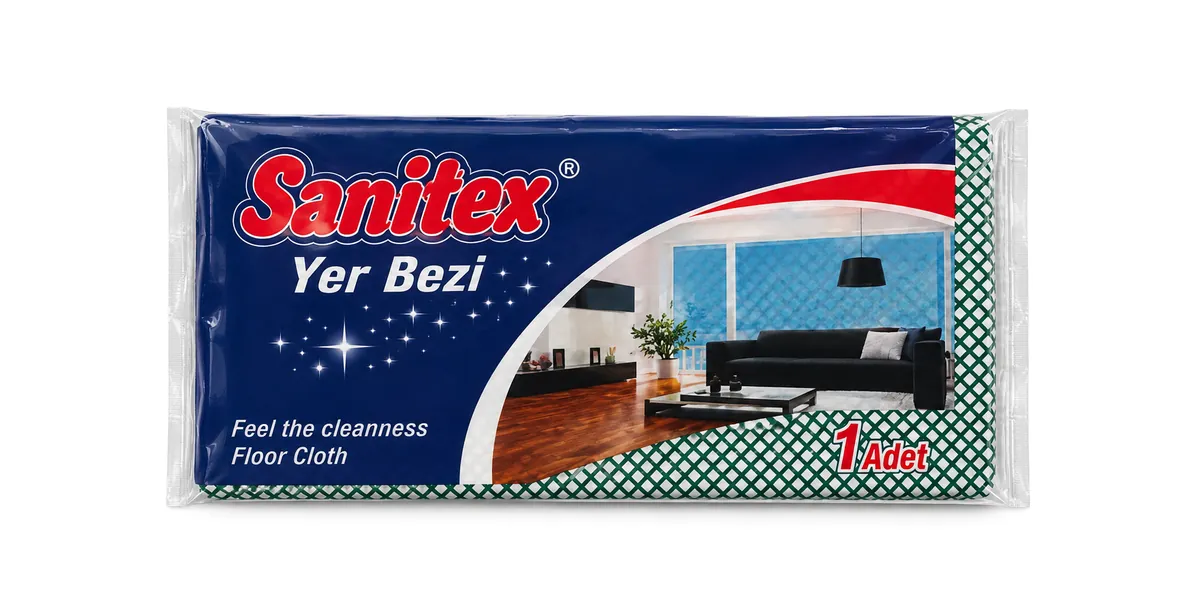 Sanitex®
Yer Bezi
Feel the cleanness
Floor Cloth
1 Adet